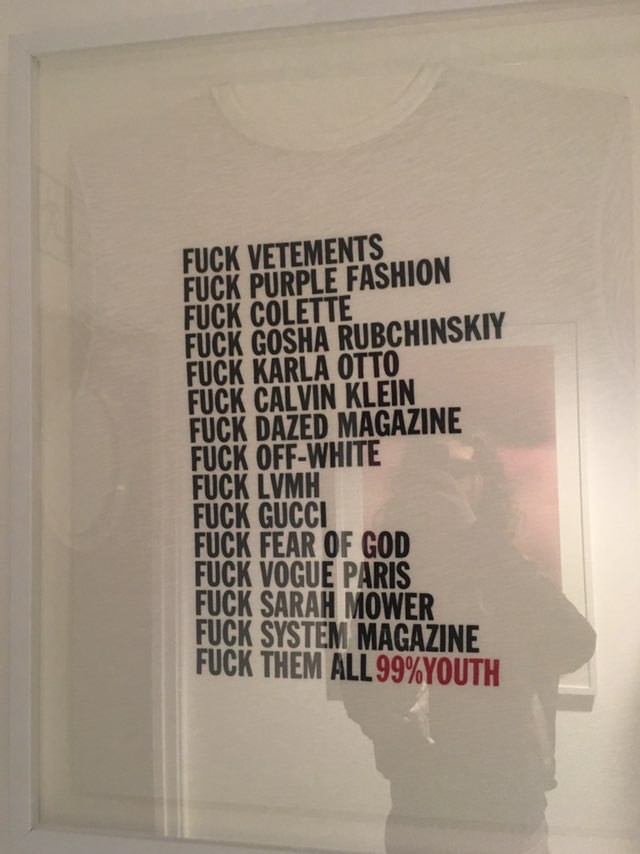 FUCK VETEMENTS
FUCK PURPLE FASHION
FUCK COLETTE
FUCK GOSHA RUBCHINSKIY
FUCK KARLA OTTO
FUCK CALVIN KLEIN
FUCK DAZED MAGAZINE
FUCK OFF-WHITE
FUCK LVMH
FUCK GUCCI
FUCK FEAR OF GOD
FUCK VOGUE PARIS
FUCK SARAH MOWER
FUCK SYSTEM MAGAZINE
FUCK THEM ALL 99%YOUTH